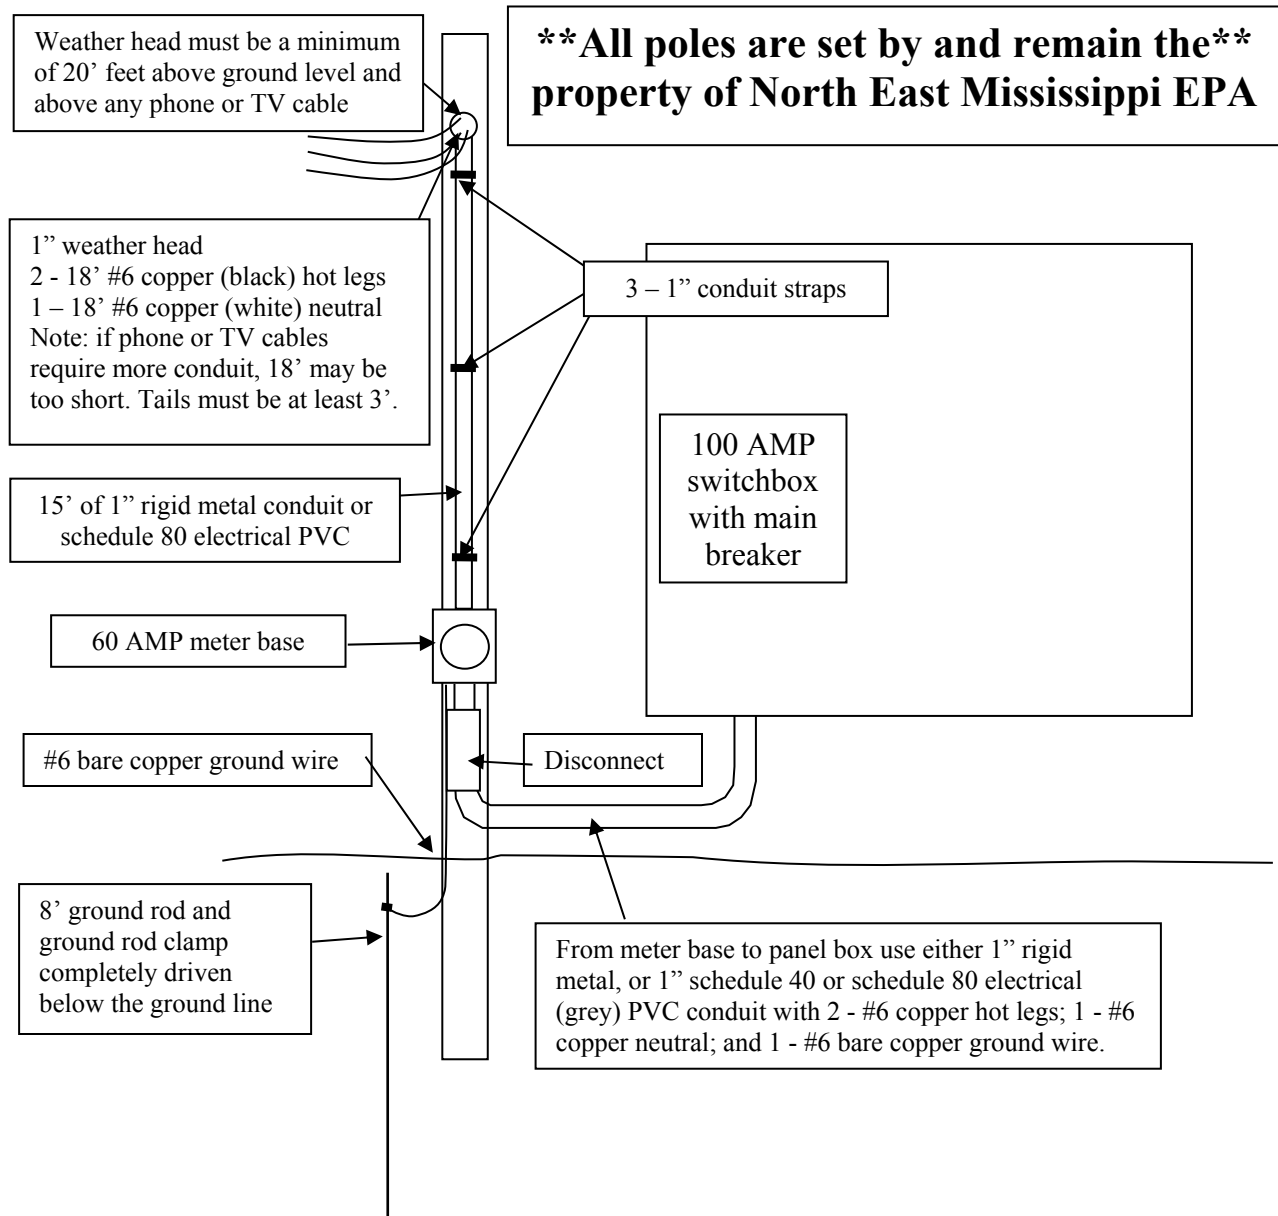 Weather head must be a minimum
of 20’ feet above ground level and
above any phone or TV cable
**All poles are set by and remain the**
property of North East Mississippi EPA
1” weather head
2 - 18’ #6 copper (black) hot legs
1 – 18’ #6 copper (white) neutral
Note: if phone or TV cables
require more conduit, 18’ may be
too short. Tails must be at least 3’.
3 – 1” conduit straps
100 AMP
switchbox
with main
breaker
15’ of 1” rigid metal conduit or
schedule 80 electrical PVC
60 AMP meter base
#6 bare copper ground wire
Disconnect
8’ ground rod and
ground rod clamp
completely driven
below the ground line
From meter base to panel box use either 1” rigid
metal, or 1” schedule 40 or schedule 80 electrical
(grey) PVC conduit with 2 - #6 copper hot legs; 1 - #6
copper neutral; and 1 - #6 bare copper ground wire.